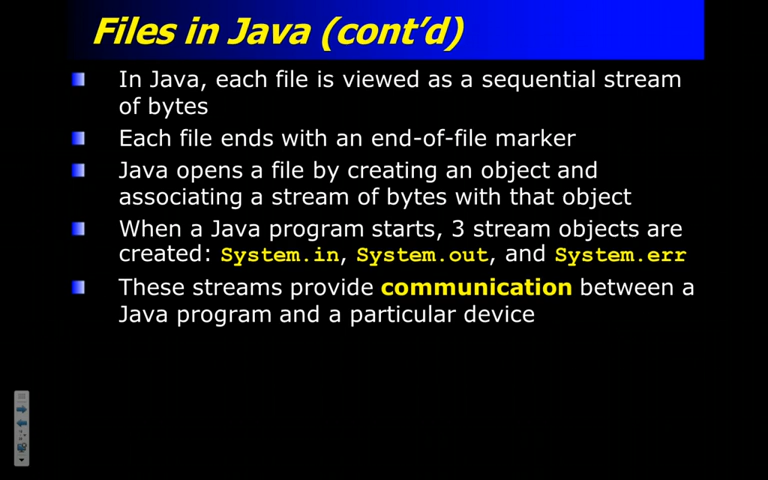 Files in Java (cont'd)
In Java, each file is viewed as a sequential stream
of bytes
Each file ends with an end-of-file marker
Java opens a file by creating an object and
associating a stream of bytes with that object
When a Java program starts, 3 stream objects are
created: System.in, System.out, and System.err
These streams provide communication between a
Java program and a particular device